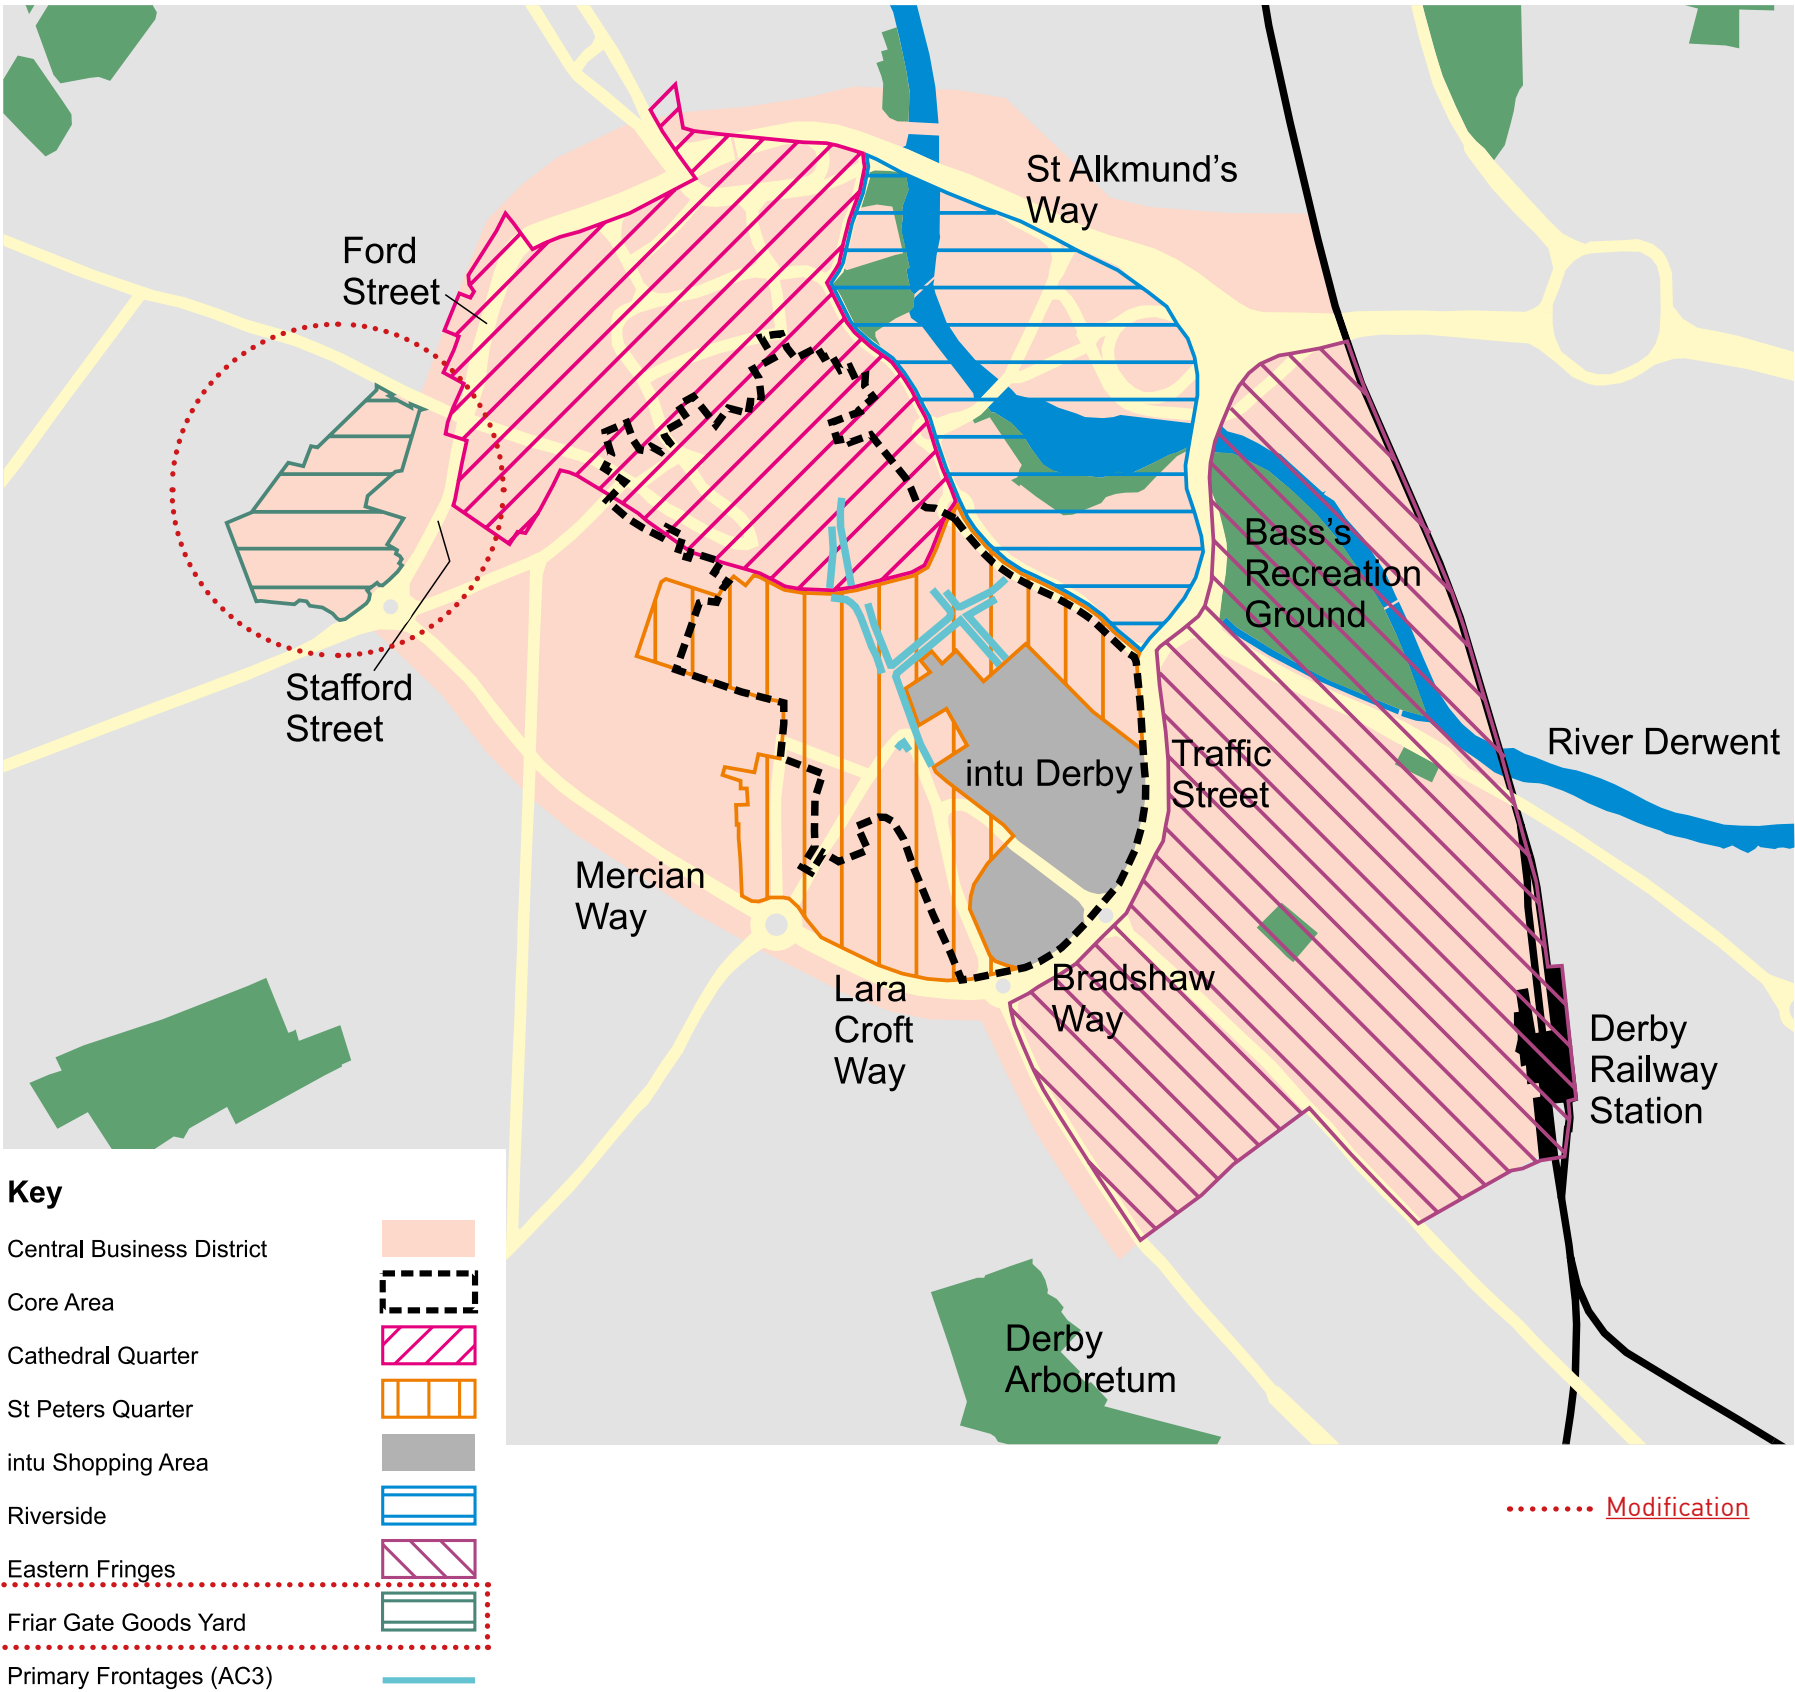 St Alkmund's
Way
Ford
Street
Bass's
Recreation
Ground
Stafford
Street
River Derwent
intu Derby
Traffic
Street
Mercian
Way
Lara
Croft
Way
Bradshaw
Way
Derby
Railway
Station
Derby
Arboretum
Key
Central Business District
Core Area
Cathedral Quarter
St Peters Quarter
intu Shopping Area
Riverside
Eastern Fringes
Friar Gate Goods Yard
Primary Frontages (AC3)
Modification